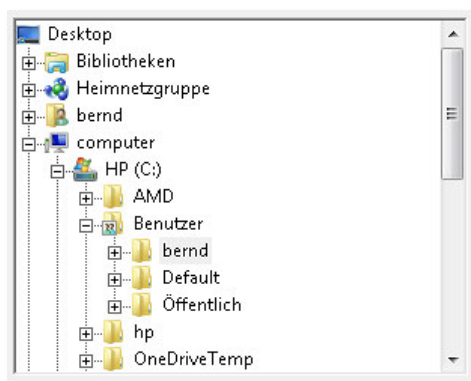 Desktop
Bibliotheken
Heimnetzgruppe
bernd
computer
HP (C:)
AMD
Benutzer
bernd
Default
Öffentlich
hp
OneDriveTemp